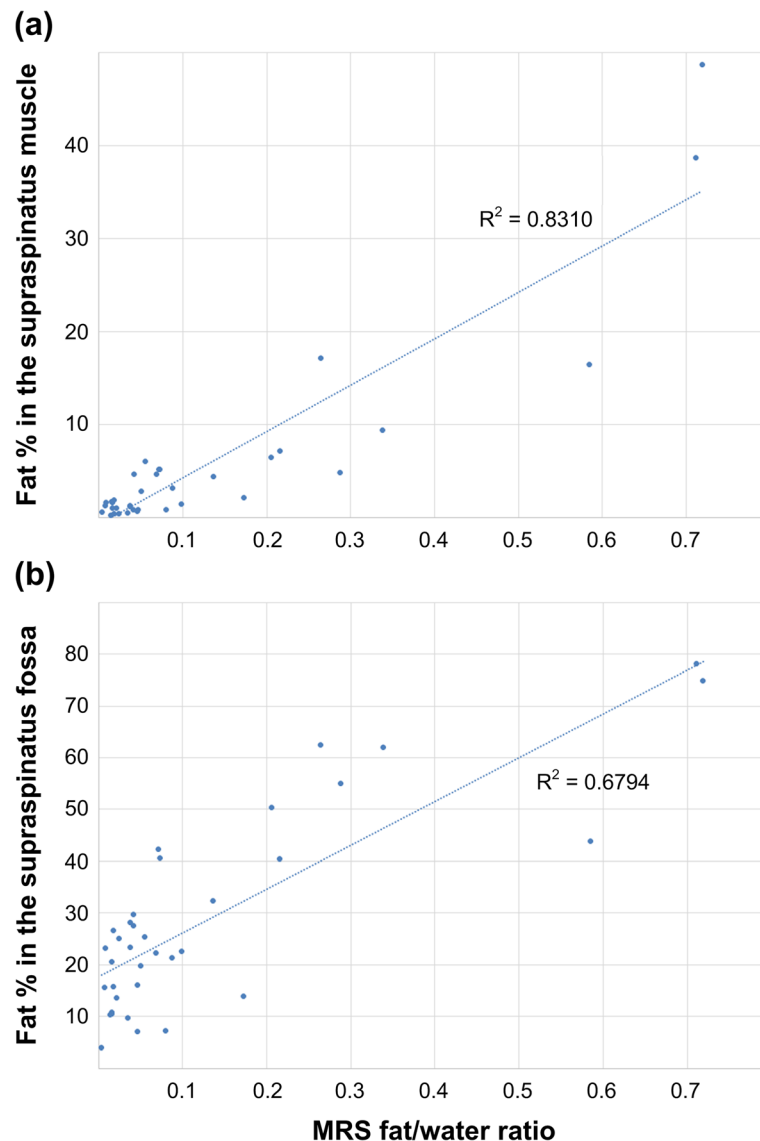 (a)
Fat % in the supraspinatus muscle
40
30
20
10
R² = 0.8310
0.1 0.2 0.3 0.4 0.5 0.6 0.7
(b)
Fat % in the supraspinatus fossa
80
70
60
50
40
30
20
10
R² = 0.6794
0.1 0.2 0.3 0.4 0.5 0.6 0.7
MRS fat/water ratio